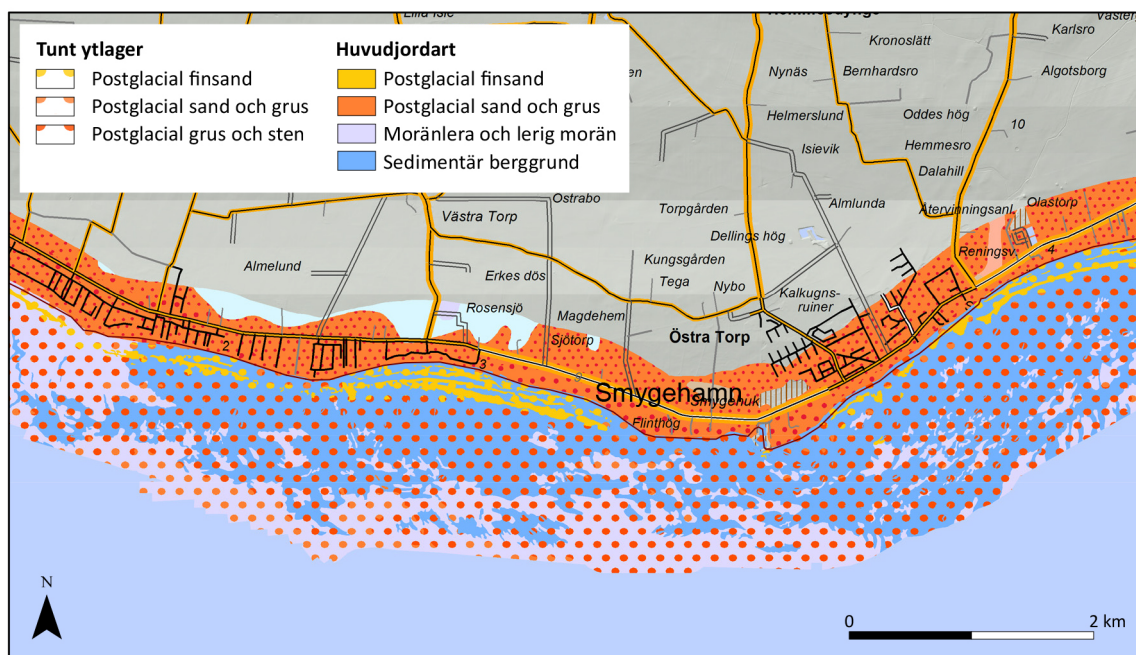 Lilla Isie
Karlsro
Kronoslätt
Tunt ytlager
Postglacial finsand
Postglacial sand och grus
Postglacial grus och sten
Huvudjordart
Postglacial finsand
Postglacial sand och grus
Moränlera och lerig morän
Sedimentär berggrund
Nynäs
Bernhardsro
Algotsborg
Helmerslund
Oddes hög
10
Isievik
Hemmesro
Dalahill
Ostrabo
Västra Torp
Torpgården
Almlunda
Återvinningsanl.
Olastorp
Dellings hög
Reningsv.
4
Almelund
Erkes dös
Kungsgården
Tega
Nybo
Kalkugns-
ruiner
Rosensjö
Magdehem
Sjötorp
Östra Torp
2
3
Smygehamn
Smygehuk
Flinthög
N
0
2 km